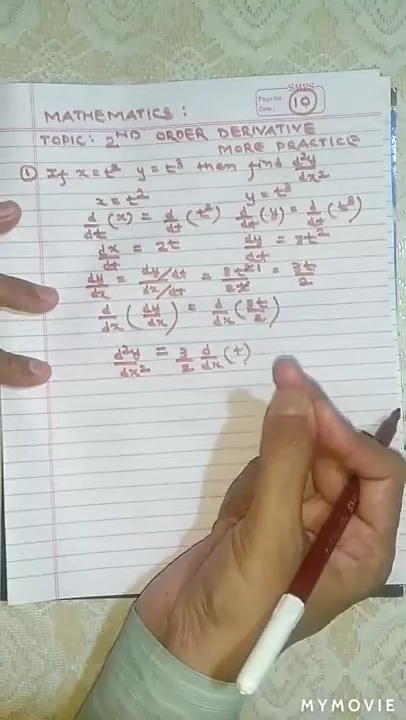 SMPS
Page No. 10
Date:
MATHEMATICS:
TOPIC: 2ND ORDER DERIVATIVE
MORE PRACTICE
① If x = t² y = t³ then find d²y/dx²
x = t² y = t³
d/dt (x) = d/dt (t²) d/dt (y) = d/dt (t³)
dx/dt = 2t dy/dt = 3t²
dy/dx = dy/dt / dx/dt = 3t²/2t = 3t/2
d/dx (dy/dx) = d/dx (3t/2)
d²y/dx² = 3/2 d/dx (t)
MYMOVIE